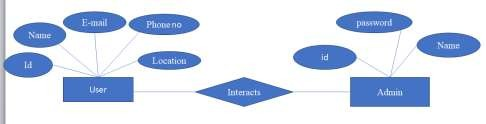 E-mail
Phone no
password
Name
Name
Location
id
Id
User
Interacts
Admin